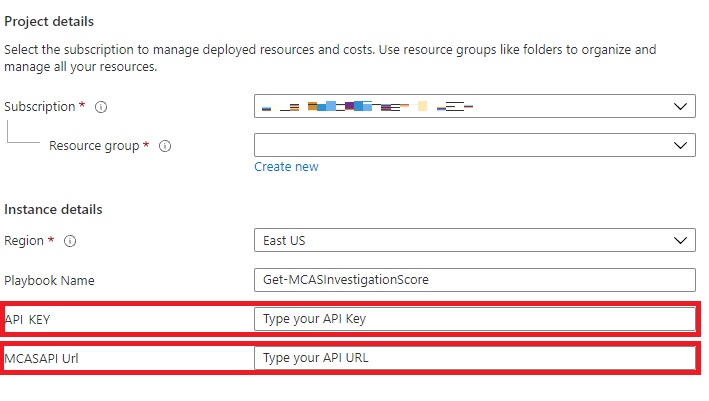 Project details
Select the subscription to manage deployed resources and costs. Use resource groups like folders to organize and
manage all your resources.
Subscription *
Resource group *
Create new
Instance details
Region *
East US
Playbook Name
Get-MCASInvestigationScore
API KEY
Type your API Key
MCASAPI Url
Type your API URL